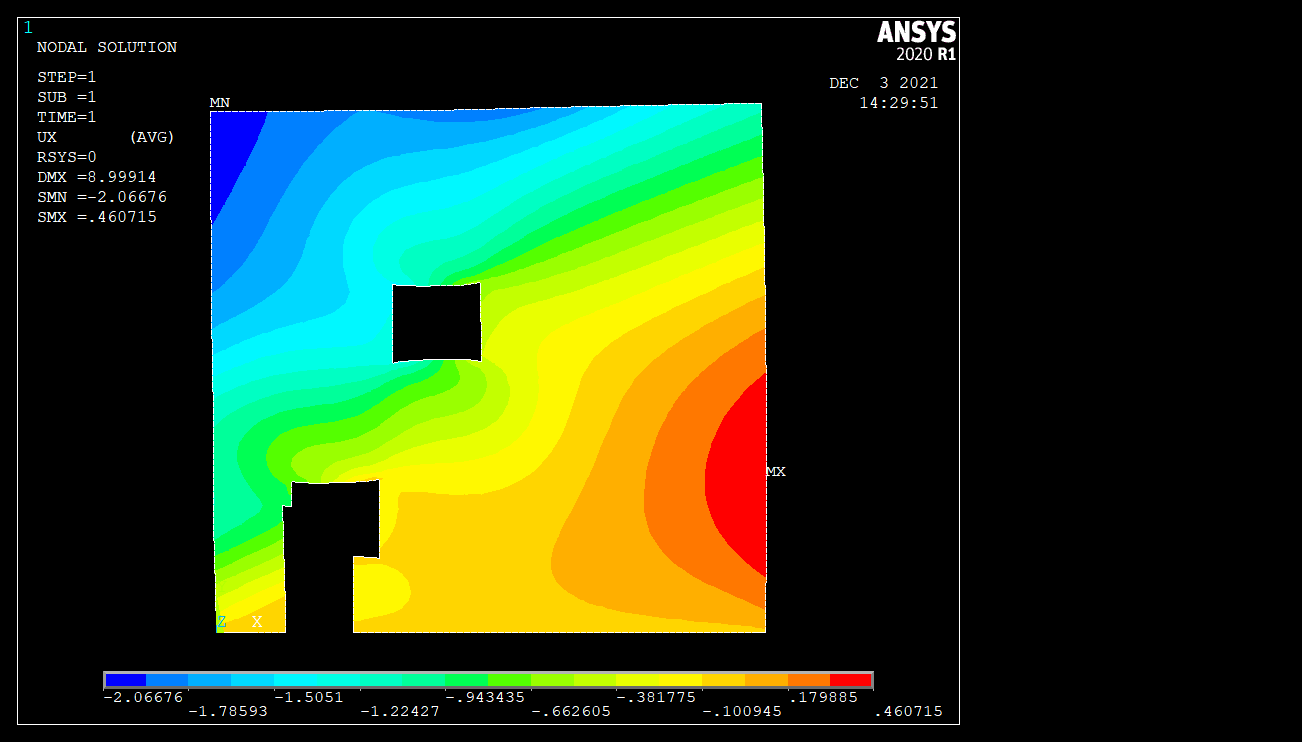 1
ANSYS
2020 R1
NODAL SOLUTION
STEP=1
SUB =1
TIME=1
UX (AVG)
RSYS=0
DMX =8.99914
SMN =-2.06676
SMX =.460715
DEC 3 2021
14:29:51
MN
MX
Z X
-2.06676 -1.5051 -.943435 -.381775 .179885
-1.78593 -1.22427 -.662605 -.100945 .460715